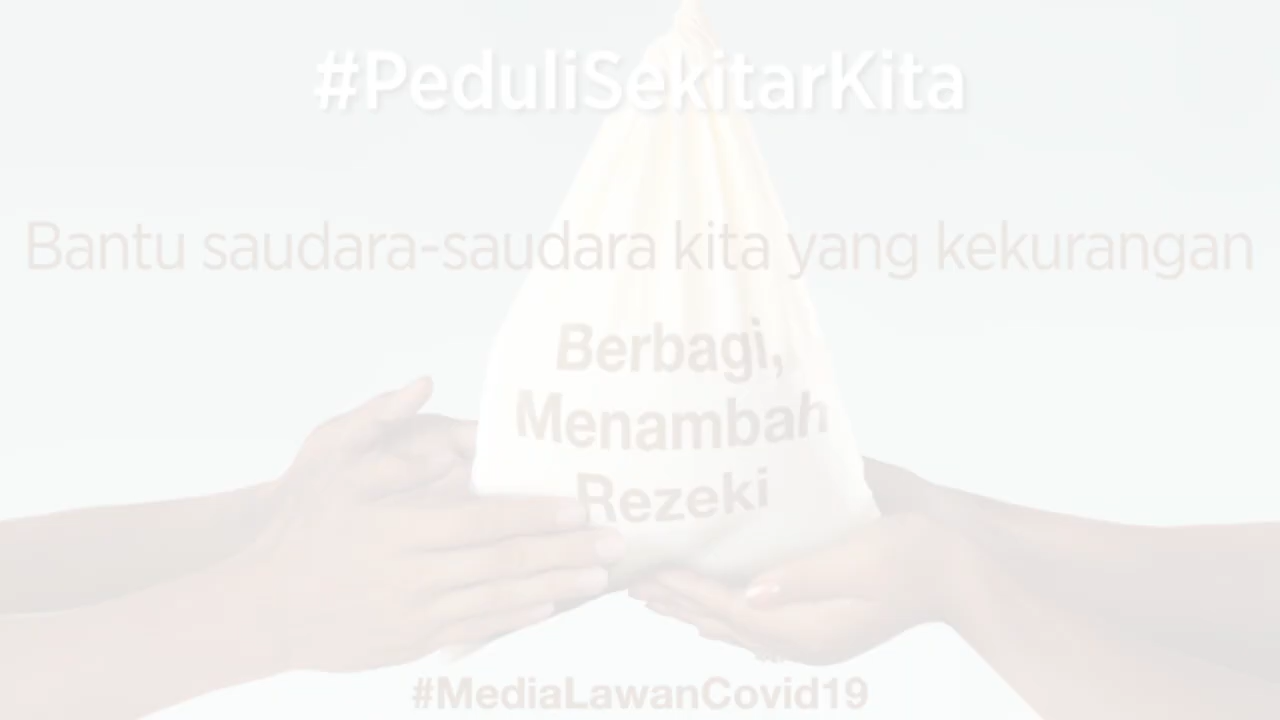 #PeduliSekitarKita
Bantu saudara-saudara kita yang kekurangan
Berbagi,
Menambah
Rezeki
#MediaLawanCovid19